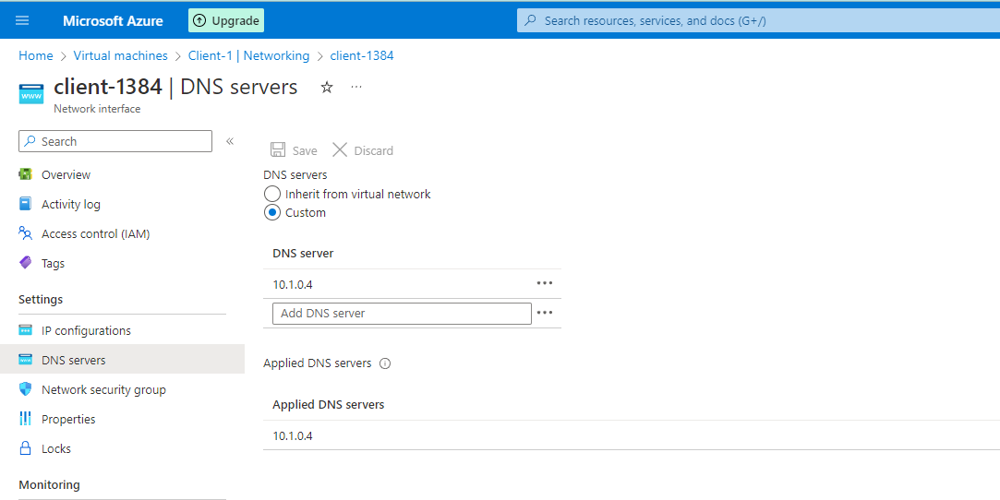 Microsoft Azure
Upgrade
Search resources, services, and docs (G+/)
Home > Virtual machines > Client-1 | Networking > client-1384
client-1384 | DNS servers
Network interface
Search
Overview
Activity log
Access control (IAM)
Tags
Settings
IP configurations
DNS servers
Network security group
Properties
Locks
Monitoring
Save
Discard
DNS servers
Inherit from virtual network
Custom
DNS server
10.1.0.4
Add DNS server
Applied DNS servers
Applied DNS servers
10.1.0.4